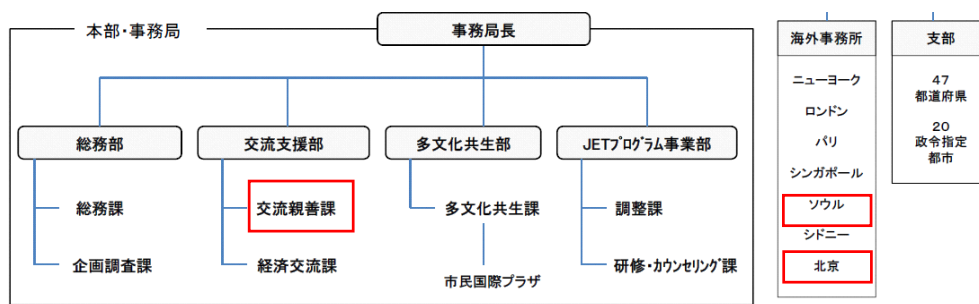 本部・事務局
事務局長
総務部
交流支援部
多文化共生部
JETプログラム事業部
総務課
交流親善課
多文化共生課
調整課
企画調査課
経済交流課
市民国際プラザ
研修・カウンセリング課
海外事務所
ニューヨーク
ロンドン
パリ
シンガポール
ソウル
シドニー
北京
支部
47
都道府県
20
政令指定
都市